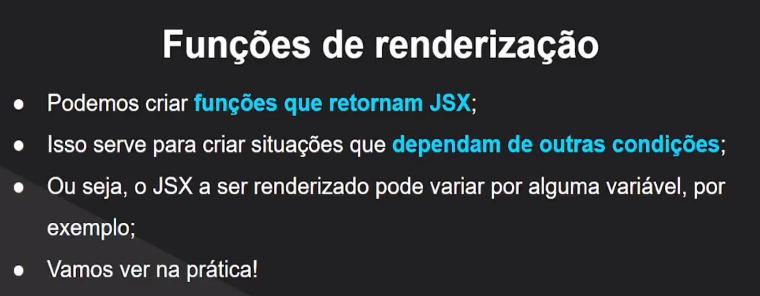 Funções de renderização
● Podemos criar funções que retornam JSX;
● Isso serve para criar situações que dependam de outras condições;
● Ou seja, o JSX a ser renderizado pode variar por alguma variável, por
exemplo;
● Vamos ver na prática!